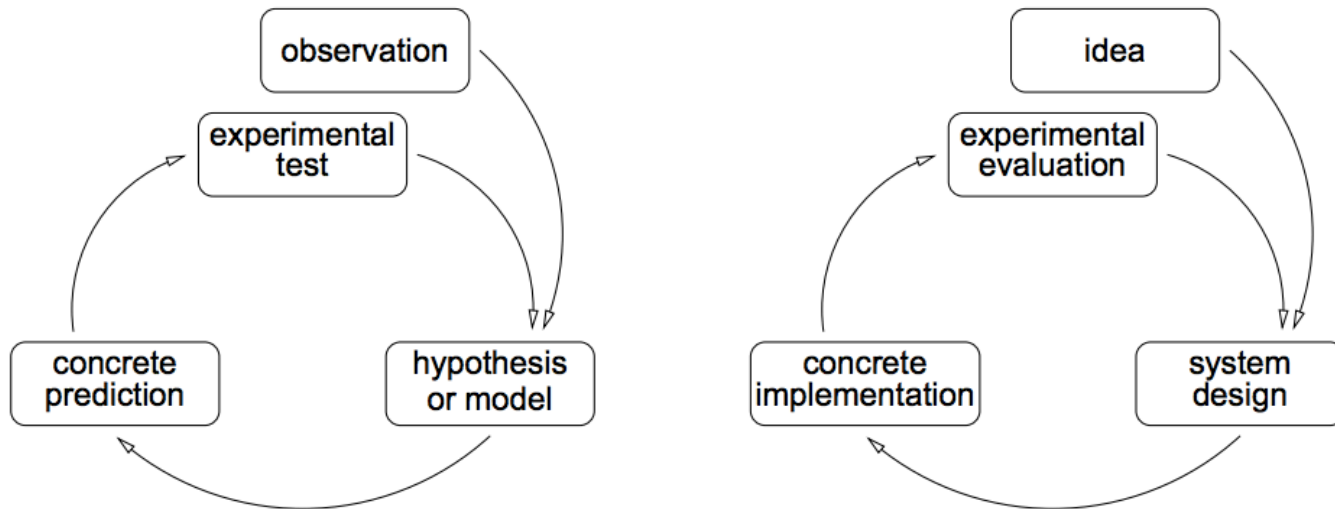 observation
experimental
test
concrete
prediction
hypothesis
or model
idea
experimental
evaluation
concrete
implementation
system
design